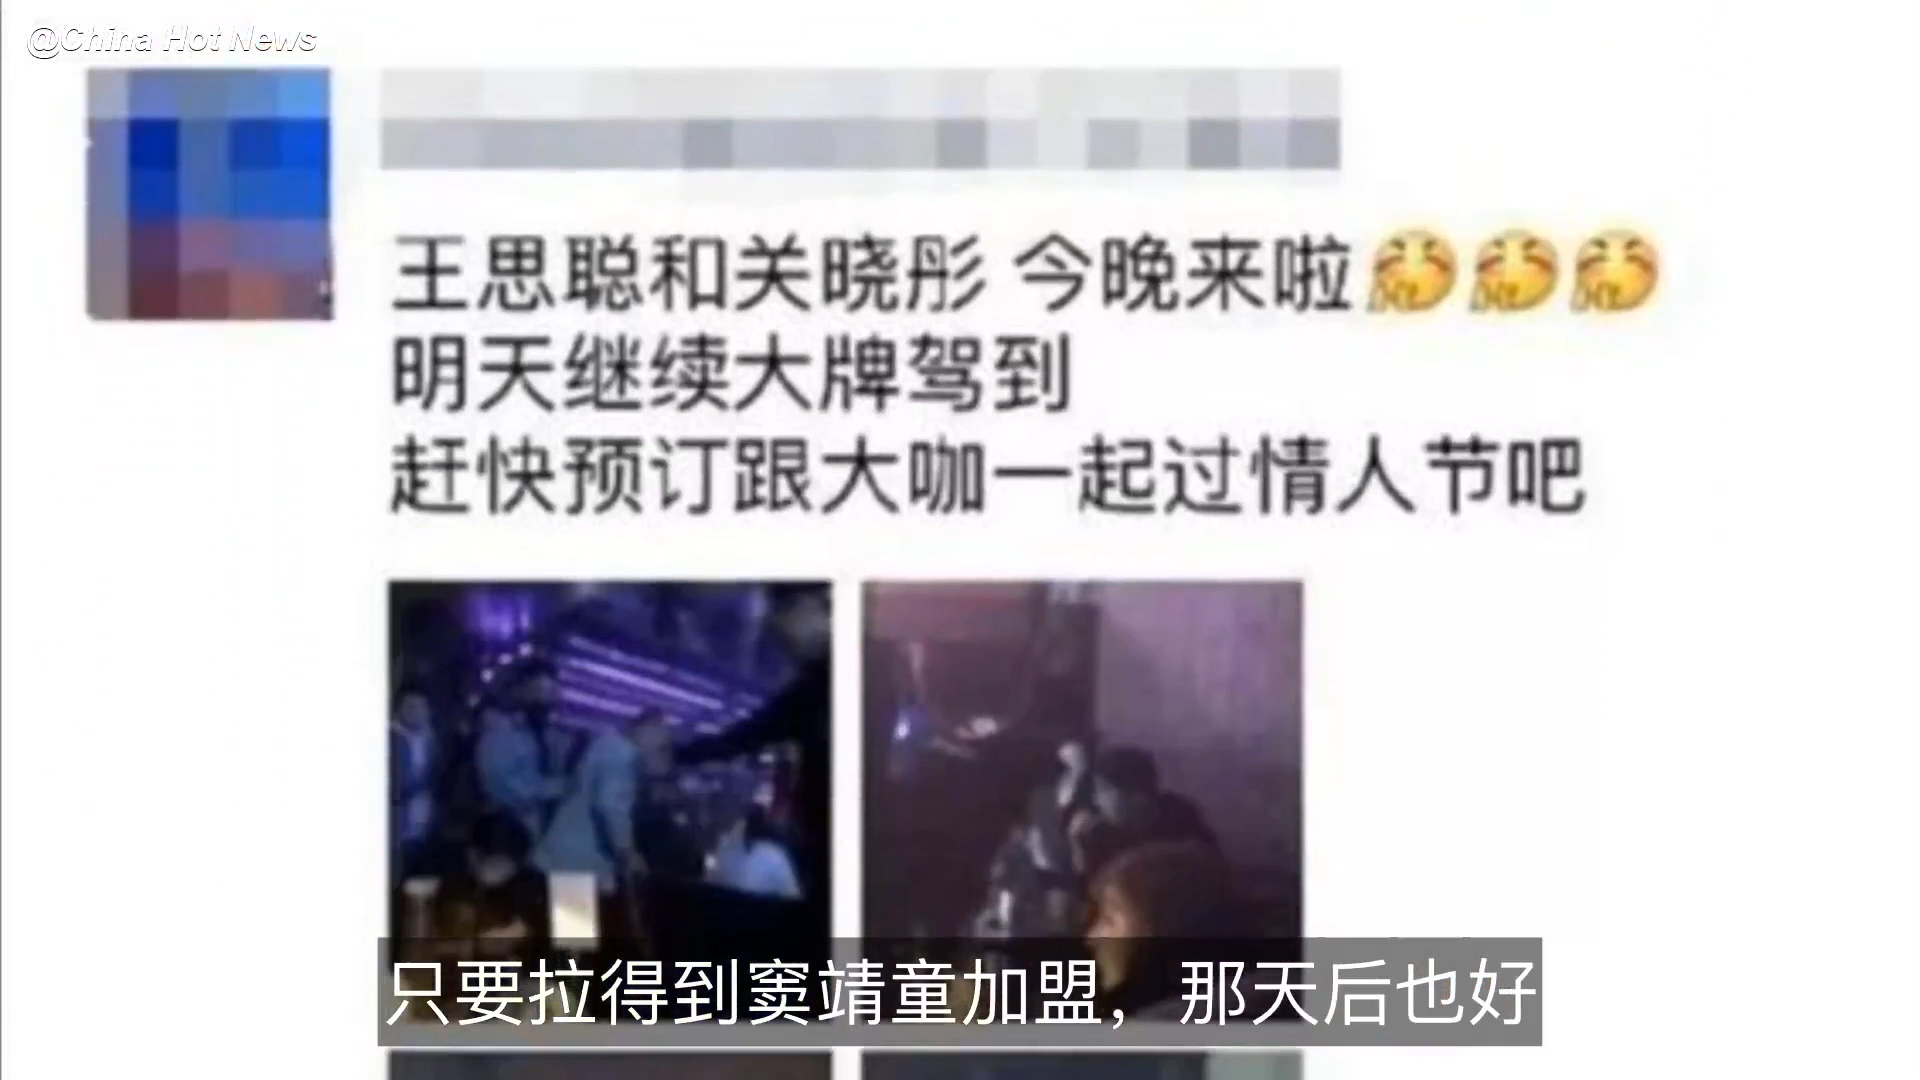 @China Hot News
王思聪和关晓彤 今晚来啦
明天继续大牌驾到
赶快预订跟大咖一起过情人节吧
只要拉得到窦靖童加盟，那天后也好